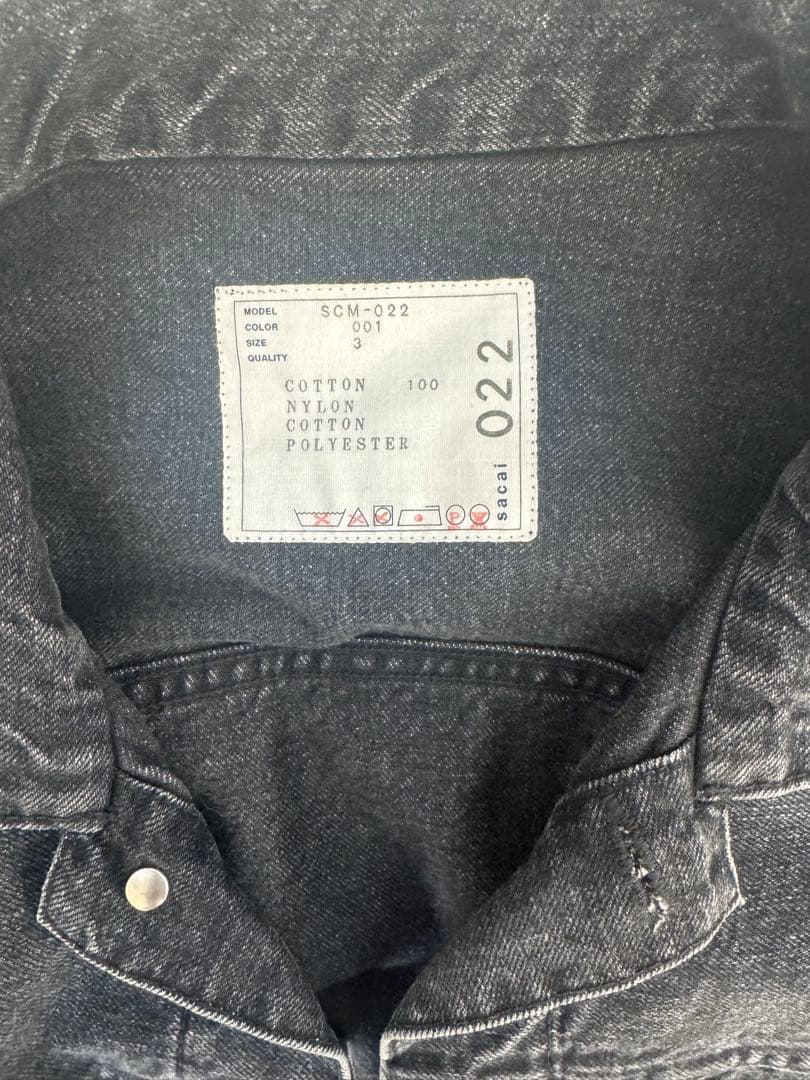 MODEL SCM-022
COLOR 001
SIZE 3
QUALITY
COTTON 100
NYLON
COTTON
POLYESTER
sacai 022
P
W